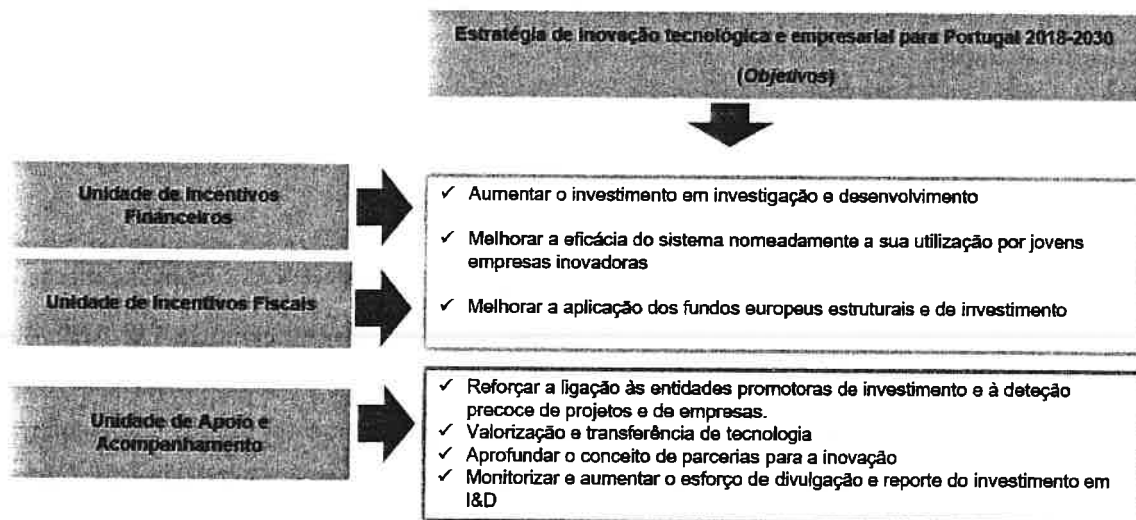 Estratégia de inovação tecnológica e empresarial para Portugal 2018-2030
(Objetivos)
Unidade de Incentivos
Financeiros
✓ Aumentar o investimento em investigação e desenvolvimento
✓ Melhorar a eficácia do sistema nomeadamente a sua utilização por jovens
empresas inovadoras
Unidade de Incentivos Fiscais
✓ Melhorar a aplicação dos fundos europeus estruturais e de investimento
Unidade de Apoio e
Acompanhamento
✓ Reforçar a ligação às entidades promotoras de investimento e à deteção
precoce de projetos e de empresas.
✓ Valorização e transferência de tecnologia
✓ Aprofundar o conceito de parcerias para a inovação
✓ Monitorizar e aumentar o esforço de divulgação e reporte do investimento em
I&D